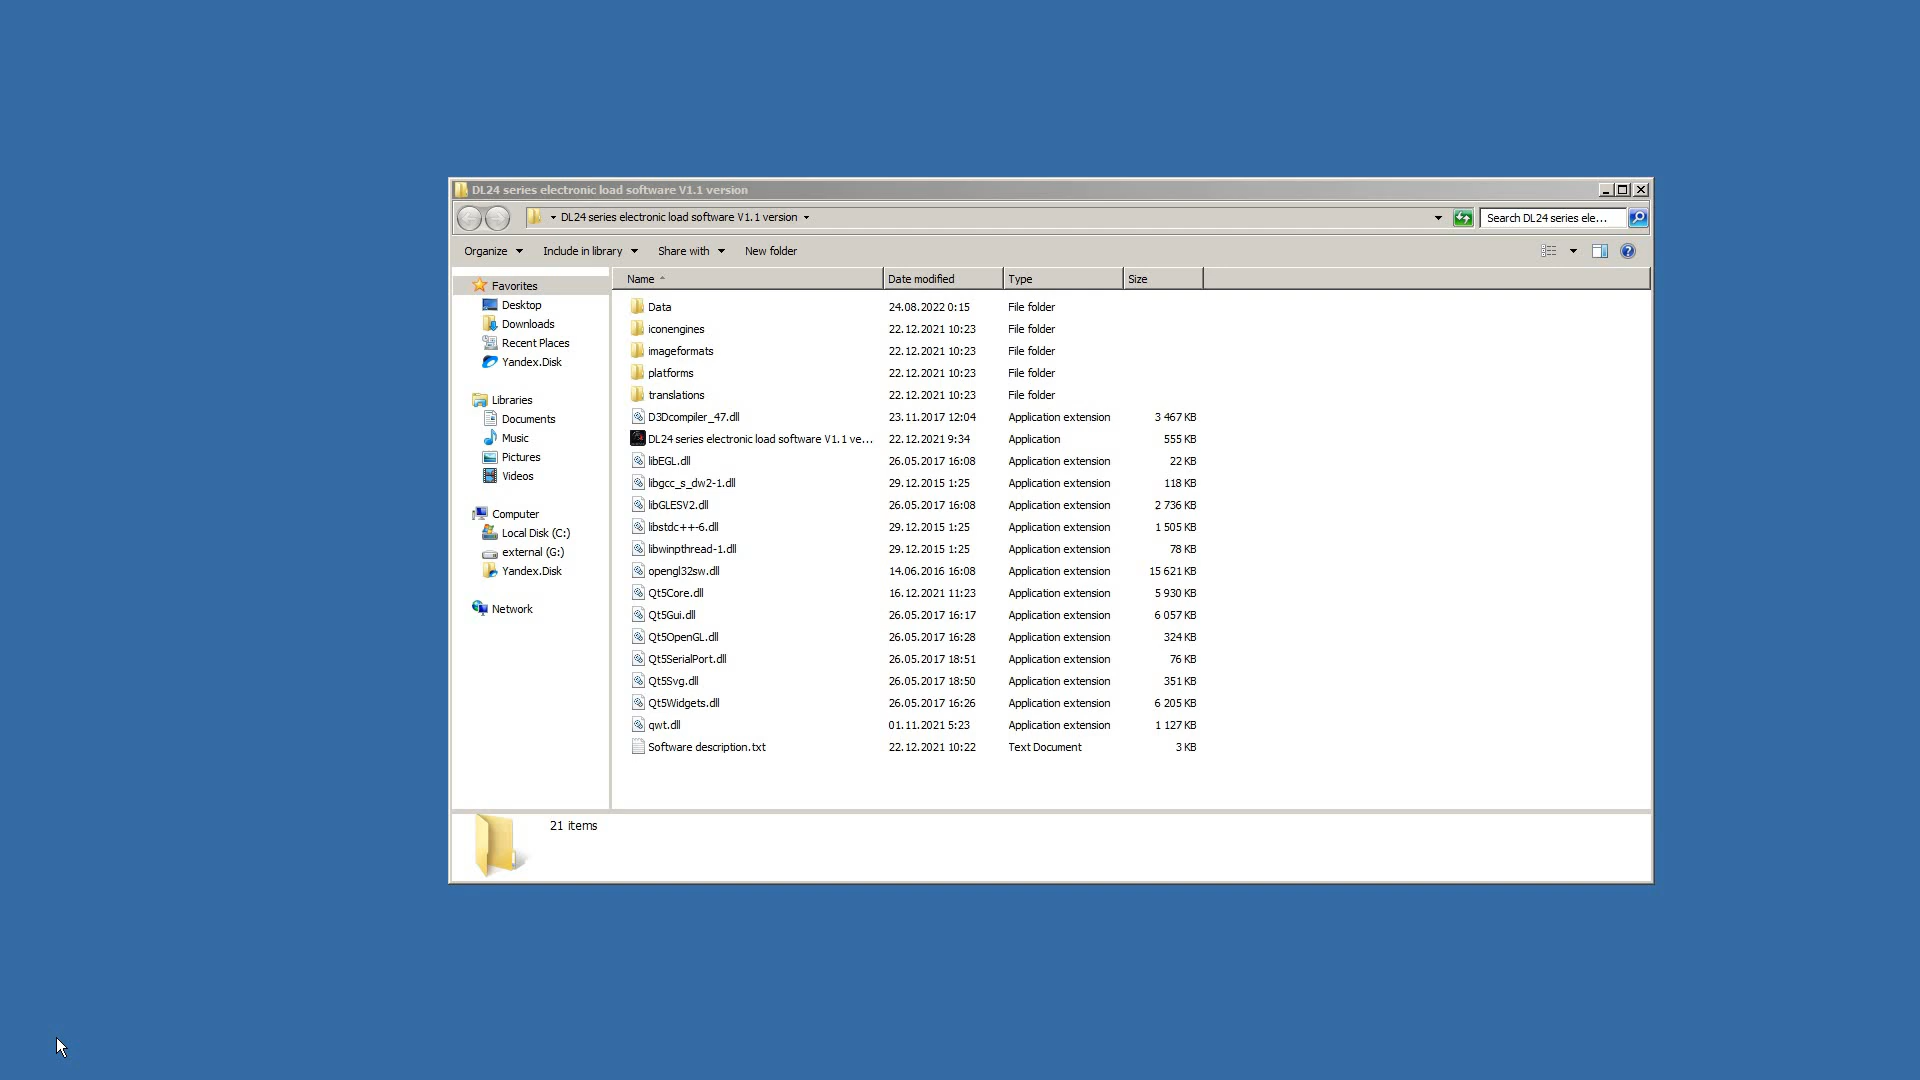 DL24 series electronic load software V1.1 version
DL24 series electronic load software V1.1 version
Search DL24 series ele...
Organize Include in library Share with New folder
Name Date modified Type Size
Favorites
Desktop
Downloads
Recent Places
Yandex.Disk
Libraries
Documents
Music
Pictures
Videos
Computer
Local Disk (C:)
external (G:)
Yandex.Disk
Network
Data 24.08.2022 0:15 File folder
iconengines 22.12.2021 10:23 File folder
imageformats 22.12.2021 10:23 File folder
platforms 22.12.2021 10:23 File folder
translations 22.12.2021 10:23 File folder
D3Dcompiler_47.dll 23.11.2017 12:04 Application extension 3 467 KB
DL24 series electronic load software V1.1 ve... 22.12.2021 9:34 Application 555 KB
libEGL.dll 26.05.2017 16:08 Application extension 22 KB
libgcc_s_dw2-1.dll 29.12.2015 1:25 Application extension 118 KB
libGLESV2.dll 26.05.2017 16:08 Application extension 2 736 KB
libstdc++-6.dll 29.12.2015 1:25 Application extension 1 505 KB
libwinpthread-1.dll 29.12.2015 1:25 Application extension 78 KB
opengl32sw.dll 14.06.2016 16:08 Application extension 15 621 KB
Qt5Core.dll 16.12.2021 11:23 Application extension 5 930 KB
Qt5Gui.dll 26.05.2017 16:17 Application extension 6 057 KB
Qt5OpenGL.dll 26.05.2017 16:28 Application extension 324 KB
Qt5SerialPort.dll 26.05.2017 18:51 Application extension 76 KB
Qt5Svg.dll 26.05.2017 18:50 Application extension 351 KB
Qt5Widgets.dll 26.05.2017 16:26 Application extension 6 205 KB
qwt.dll 01.11.2021 5:23 Application extension 1 127 KB
Software description.txt 22.12.2021 10:22 Text Document 3 KB
21 items